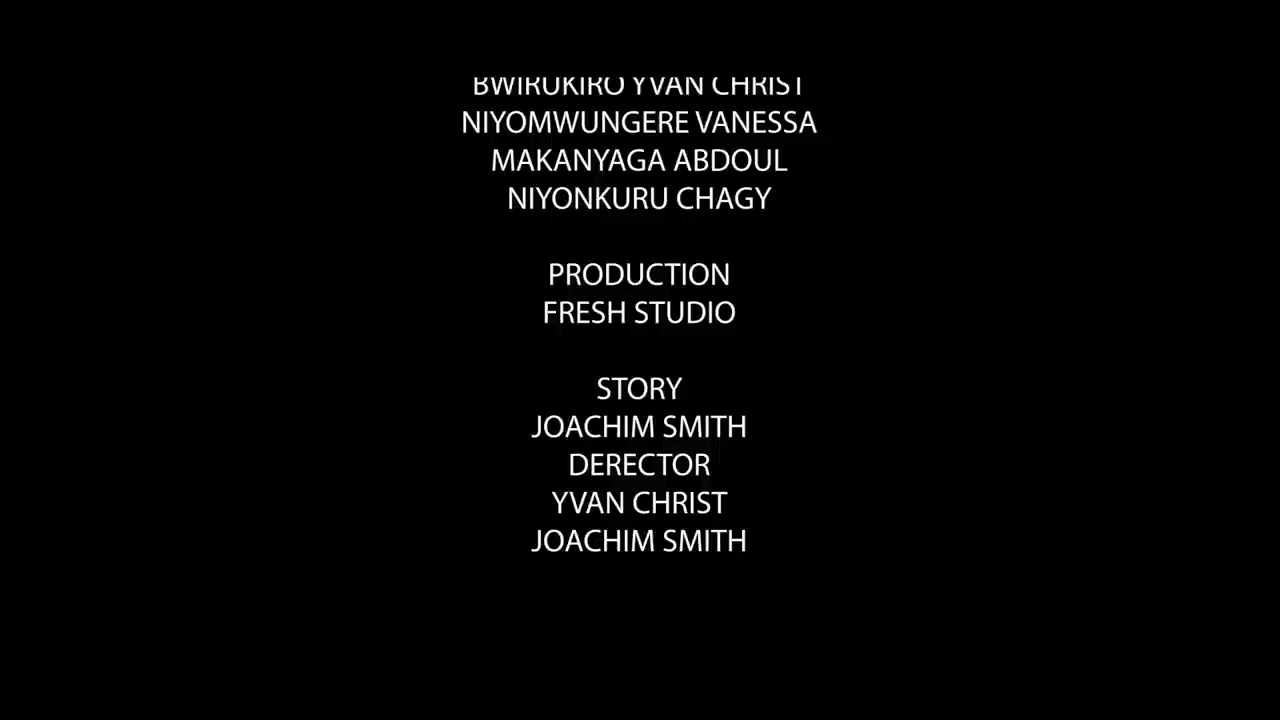 BWIRUKIRO YVAN CHRIST
NIYOMWUNGERE VANESSA
MAKANYAGA ABDOUL
NIYONKURU CHAGY
PRODUCTION
FRESH STUDIO
STORY
JOACHIM SMITH
DERECTOR
YVAN CHRIST
JOACHIM SMITH